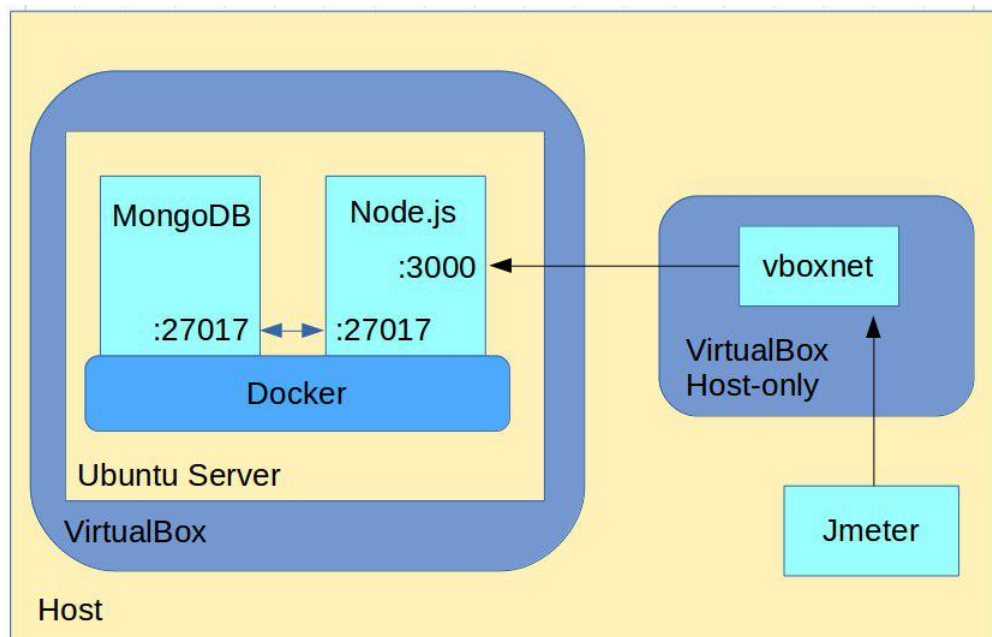 MongoDB
:27017
Node.js
:3000
:27017
Docker
Ubuntu Server
VirtualBox
vboxnet
VirtualBox
Host-only
Jmeter
Host